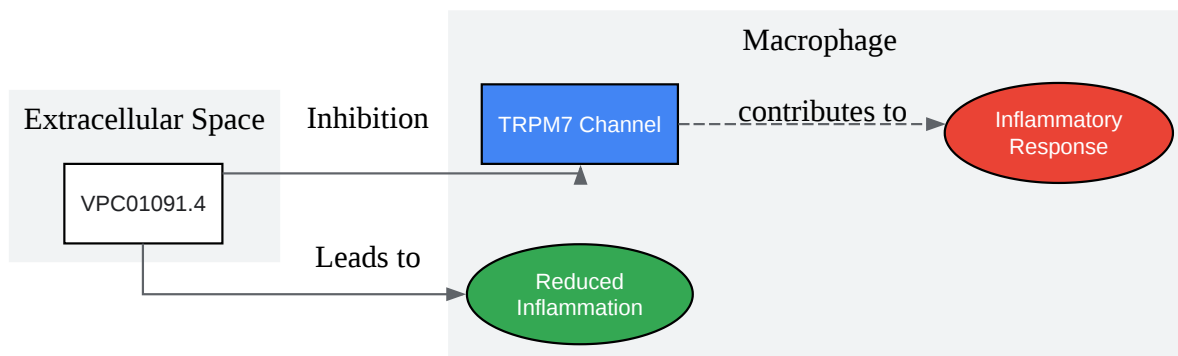 Macrophage
Extracellular Space
Inhibition
TRPM7 Channel
contributes to
Inflammatory
Response
VPC01091.4
Leads to
Reduced
Inflammation